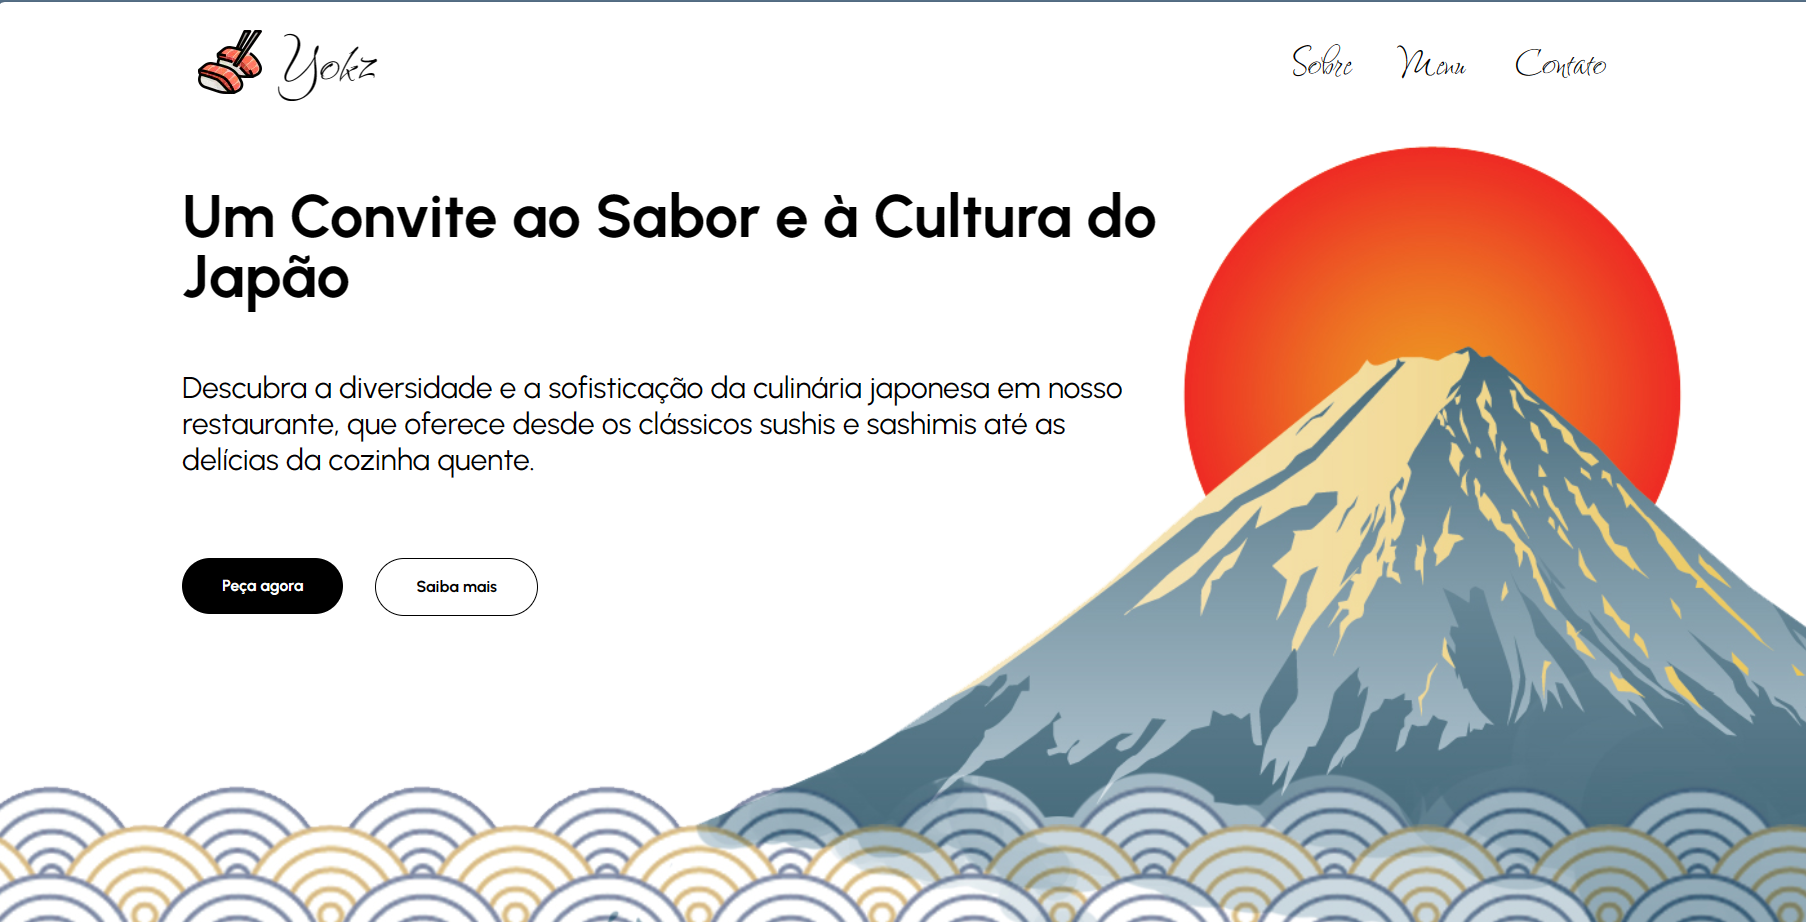 Yokz
Sobre Menu Contato
Um Convite ao Sabor e à Cultura do
Japão
Descubra a diversidade e a sofisticação da culinária japonesa em nosso
restaurante, que oferece desde os clássicos sushis e sashimis até as
delícias da cozinha quente.
Peça agora Saiba mais